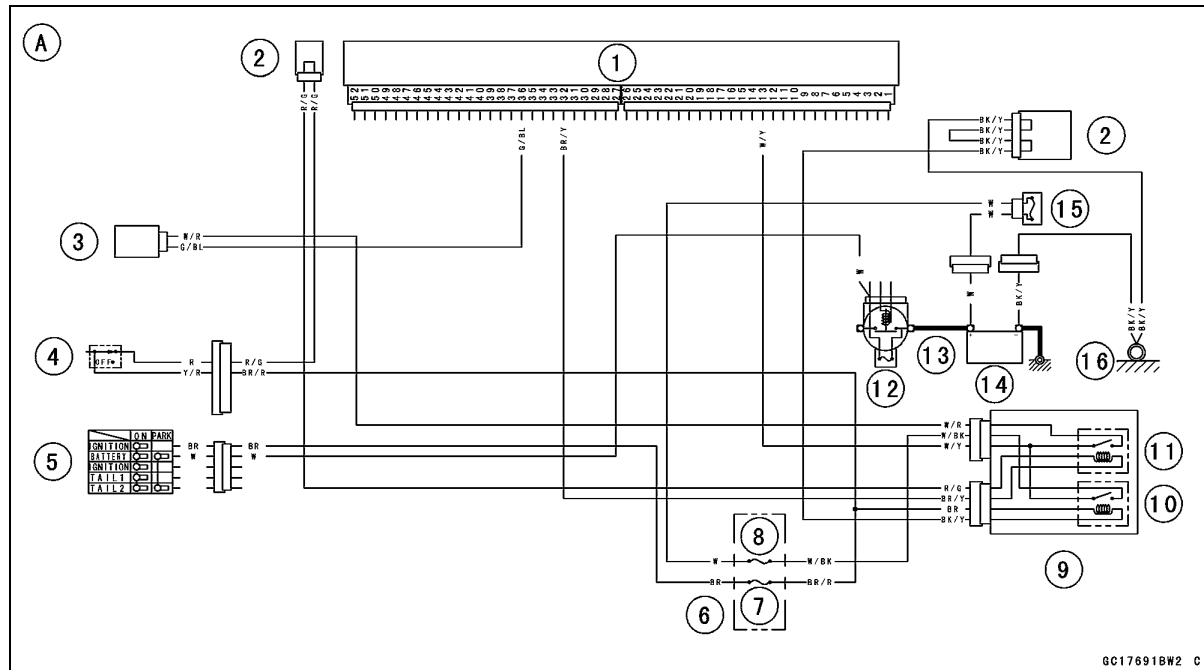 A
2
1
52 51 50 49 48 47 46 45 44 43 42 41 40 39 38 37 36 35 34 33 32 31 30 29 28 27 26 25 24 23 22 21 20 19 18 17 16 15 14 13 12 11 10 9 8 7 6 5 4 3 2 1
R/G
R/G
G/BL
BR/Y
W/Y
BK/Y
BK/Y
BK/Y
BK/Y
2
3
W/R
G/BL
W
W
15
W
W
BK/Y
BK/Y
BK/Y
4
OFF
R
Y/R
R/G
BR/R
12
13
14
16
5
ON PARK
IGNITION
BATTERY
IGNITION
TAIL1
TAIL2
BR
W
BR
W
W/R
W/BK
W/Y
11
R/G
BR/Y
BR
BK/Y
10
9
8
W
W/BK
BR
BR/R
6
7
GC17691BW2 C